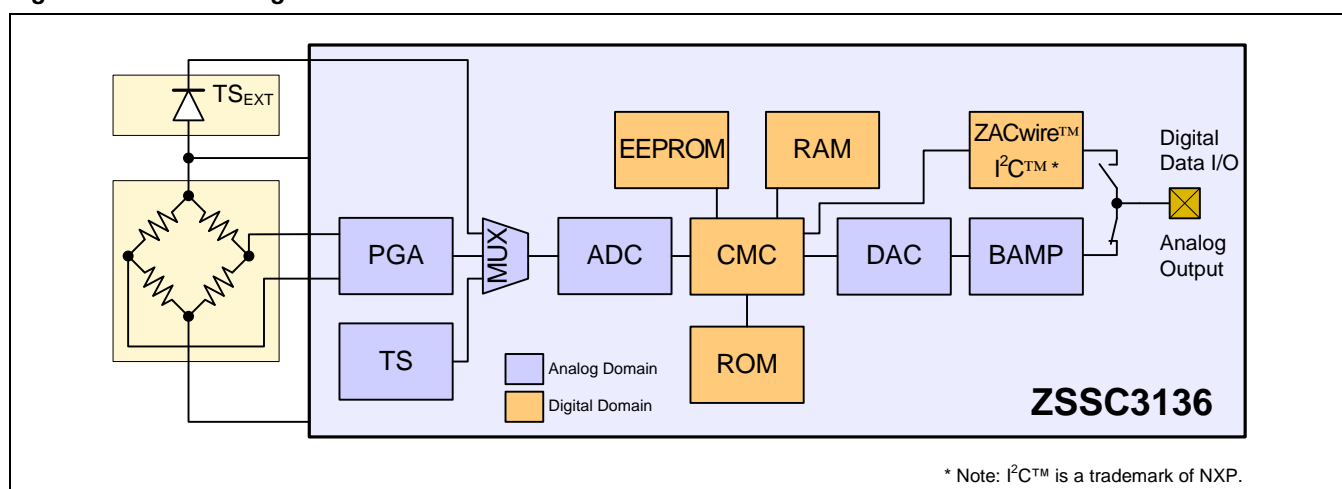 TSEXT
EEPROM
RAM
ZACwire™
I²C™ *
Digital
Data I/O
PGA
MUX
ADC
CMC
DAC
BAMP
Analog
Output
TS
Analog Domain
Digital Domain
ROM
ZSSC3136
* Note: I²C™ is a trademark of NXP.